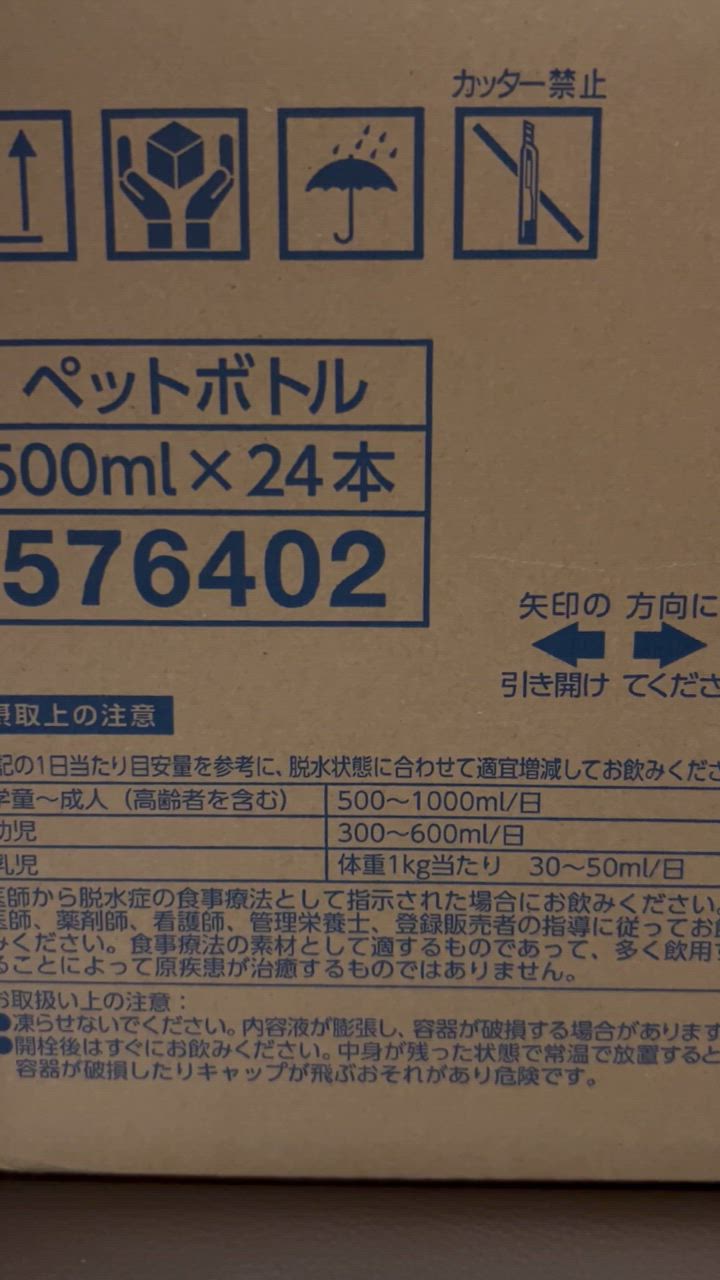 カッター禁止
ペットボトル
500ml×24本
576402
矢印の 方向に
引き開け てくださ
摂取上の注意
記の1日当たり目安量を参考に、脱水状態に合わせて適宜増減してお飲みくださ
学童〜成人（高齢者を含む） 500〜1000ml/日
幼児 300〜600ml/日
乳児 体重1kg当たり 30〜50ml/日
医師から脱水症の食事療法として指示された場合にお飲みください。
医師、薬剤師、看護師、管理栄養士、登録販売者の指導に従ってお飲
みください。食事療法の素材として適するものであって、多く飲用す
ることによって原疾患が治癒するものではありません。
お取扱い上の注意：
●凍らせないでください。内容液が膨張し、容器が破損する場合があります
●開栓後はすぐにお飲みください。中身が残った状態で常温で放置すると
容器が破損したりキャップが飛ぶおそれがあり危険です。